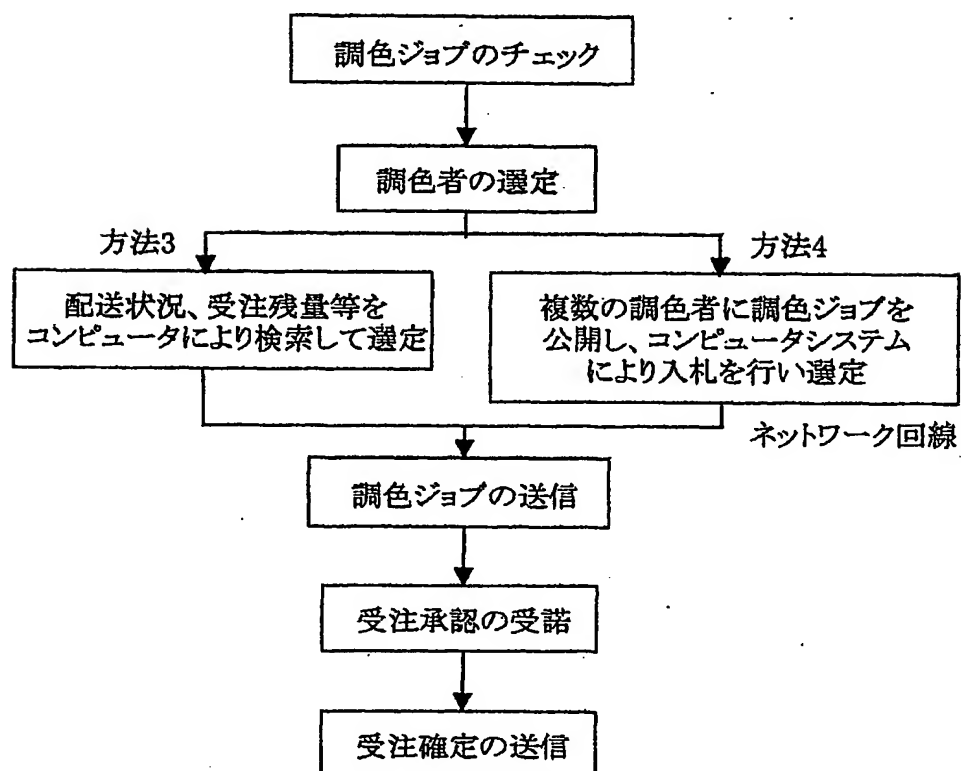 調色ジョブのチェック
調色者の選定
方法3
方法4
配送状況、受注残量等を
コンピュータにより検索して選定
複数の調色者に調色ジョブを
公開し、コンピュータシステム
により入札を行い選定
ネットワーク回線
調色ジョブの送信
受注承認の受諾
受注確定の送信